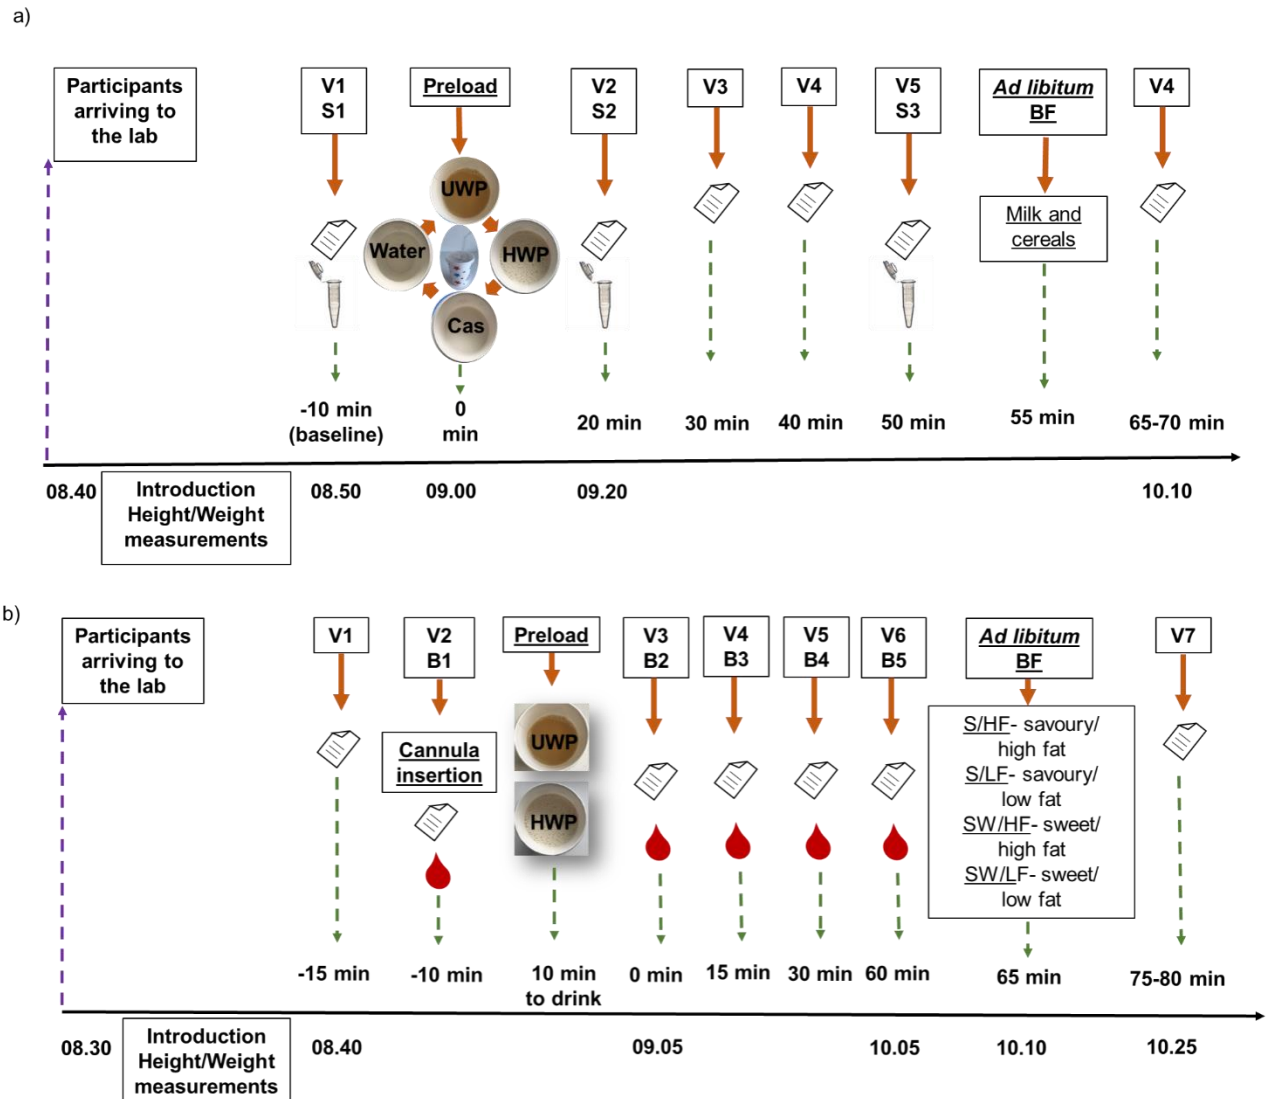 a)
Participants
arriving to
the lab
V1
S1
Preload
V2
S2
V3
V4
V5
S3
Ad libitum
BF
V4
UWP
Water
HWP
Cas
Milk and
cereals
-10 min
(baseline)
0
min
20 min
30 min
40 min
50 min
55 min
65-70 min
08.40
Introduction
Height/Weight
measurements
08.50
09.00
09.20
10.10
b)
Participants
arriving to
the lab
V1
V2
B1
Preload
V3
B2
V4
B3
V5
B4
V6
B5
Ad libitum
BF
V7
Cannula
insertion
UWP
HWP
S/HF- savoury/
high fat
S/LF- savoury/
low fat
SW/HF- sweet/
high fat
SW/LF- sweet/
low fat
-15 min
-10 min
10 min
to drink
0 min
15 min
30 min
60 min
65 min
75-80 min
08.30
Introduction
Height/Weight
measurements
08.40
09.05
10.05
10.10
10.25